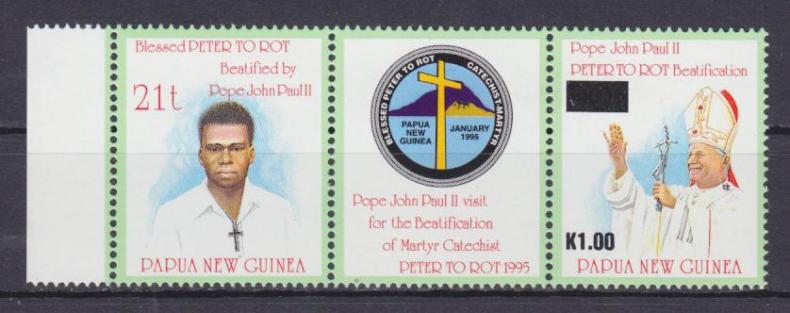 Blessed PETER TO ROT
Beatified by
21t
Pope John Paul II
PAPUA NEW GUINEA
BLESSED PETER TO ROT CATECHIST-MARTYR
PAPUA NEW GUINEA
JANUARY 1995
Pope John Paul II visit
for the Beatification
of Martyr Catechist
PETER TO ROT 1995
Pope John Paul II
PETER TO ROT Beatification
K1.00
PAPUA NEW GUINEA